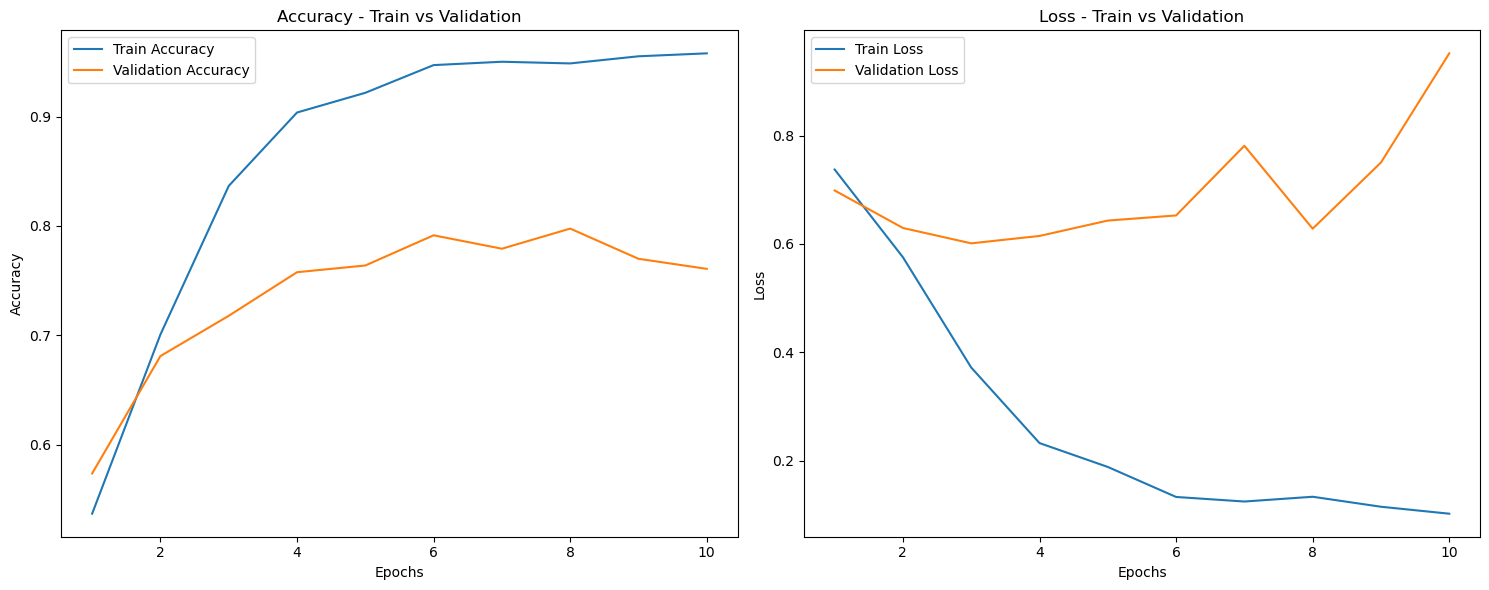 Accuracy - Train vs Validation
Train Accuracy
Validation Accuracy
Accuracy
0.9
0.8
0.7
0.6
2 4 6 8 10
Epochs
Loss - Train vs Validation
Train Loss
Validation Loss
Loss
0.8
0.6
0.4
0.2
2 4 6 8 10
Epochs